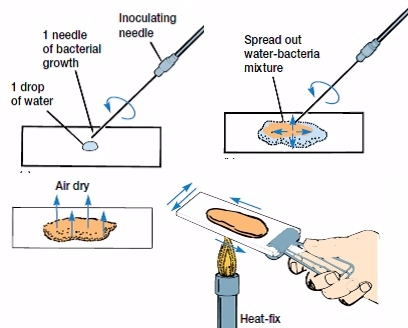 Inoculating
needle
1 needle
of bacterial
growth
1 drop
of water
Spread out
water-bacteria
mixture
Air dry
Heat-fix